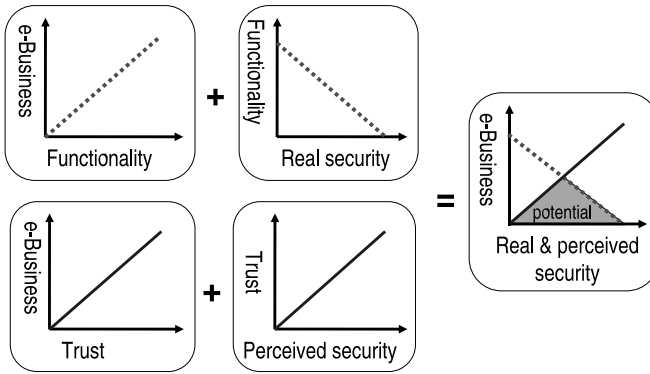 e-Business
Functionality
+
Functionality
Real security
e-Business
Trust
+
Trust
Perceived security
=
e-Business
potential
Real & perceived
security